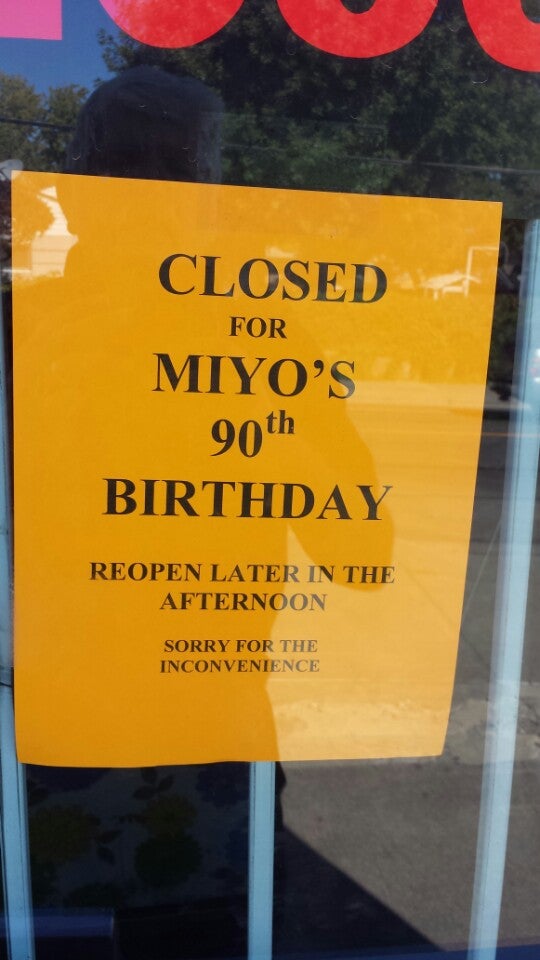 CLOSED
FOR
MIYO'S
90th
BIRTHDAY
REOPEN LATER IN THE
AFTERNOON
SORRY FOR THE
INCONVENIENCE